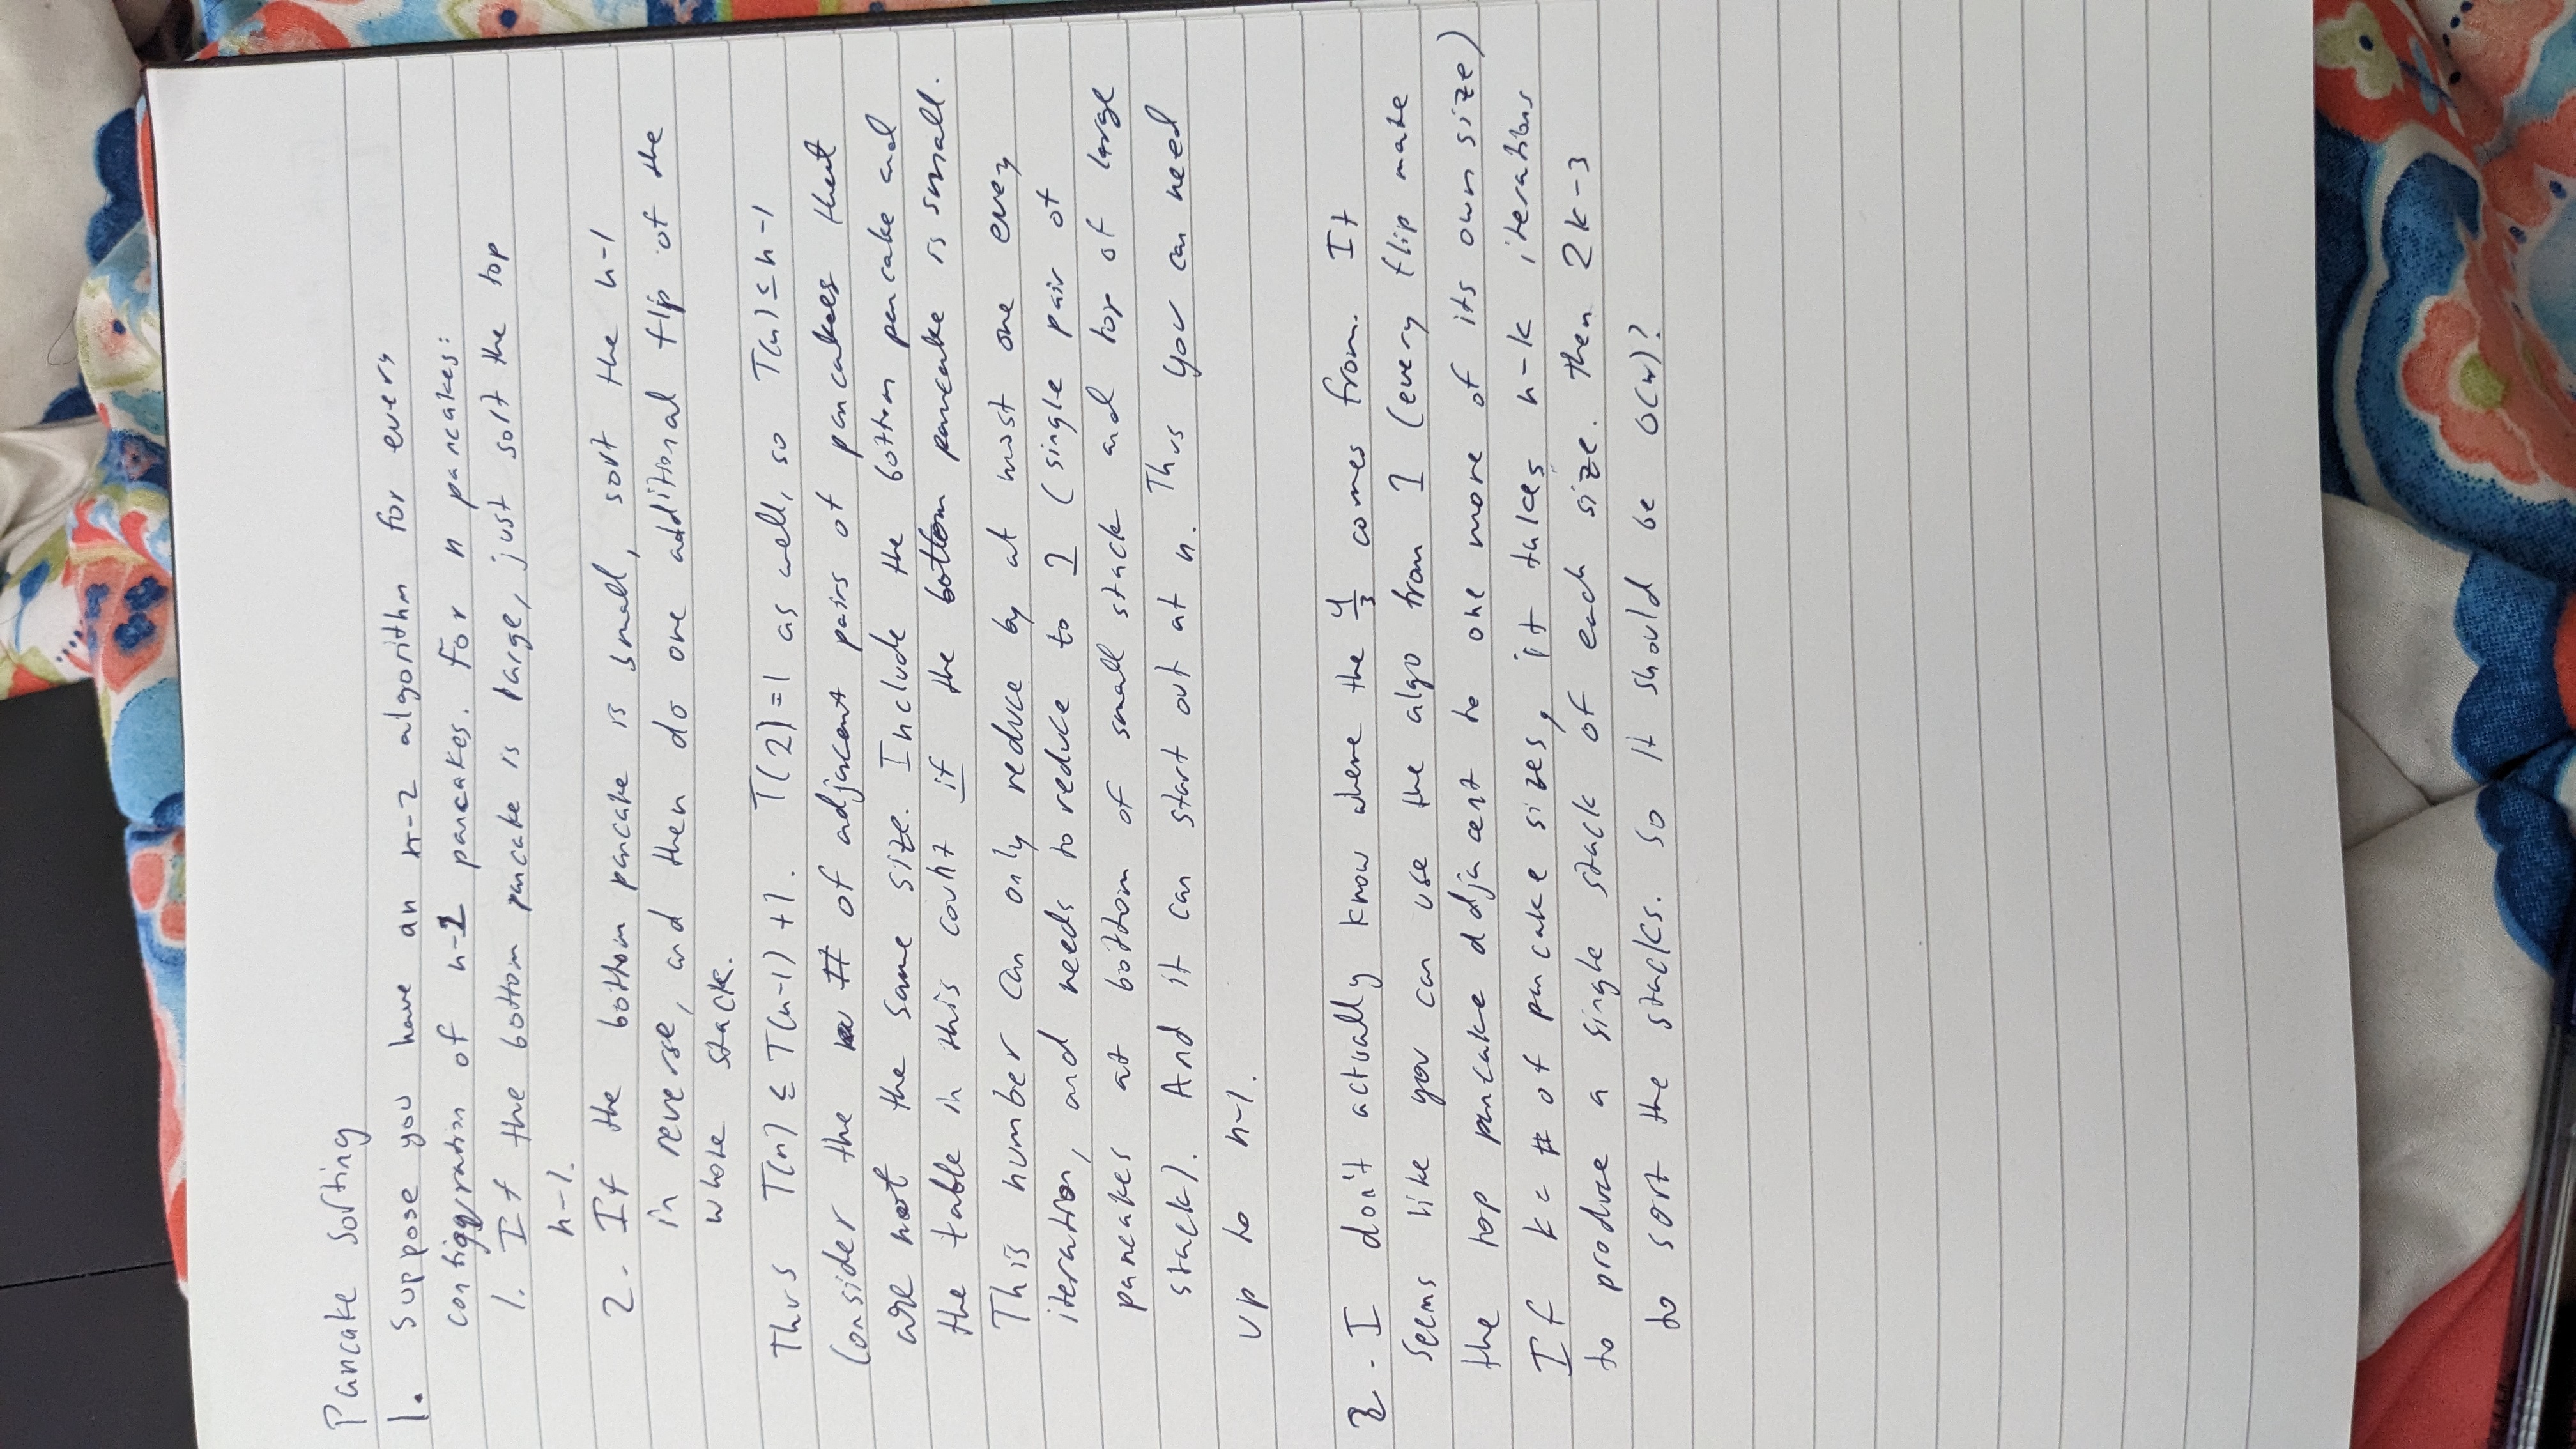 Pancake Sorting
1. Suppose you have an n-2 algorithm for every
configuration of n-1 pancakes. For n pancakes:
1. If the bottom pancake is large, just sort the top
n-1.
2. If the bottom pancake is small, sort the n-1
in reverse, and then do one additional flip of the
whole stack.
Thus T(n) ≤ T(n-1) + 1. T(2) = 1 as well, so T(n) ≤ n-1
Consider the # of adjacent pairs of pancakes that
are not the same size. Include the bottom pancake and
the table in this count if the bottom pancake is small.
This number can only reduce by at most one every
iteration, and needs to reduce to 1 (single pair of
pancakes at bottom of small stack and top of large
stack). And it can start out at n. Thus you can need
up to n-1.
2. I don't actually know where the 4/3 comes from. It
seems like you can use the algo from 1 (every flip make
the top pancake adjacent to one more of its own size)
If k = # of pancake sizes, it takes n-k iterations
to produce a single stack of each size. then 2k-3
to sort the stacks. so it should be O(n)?